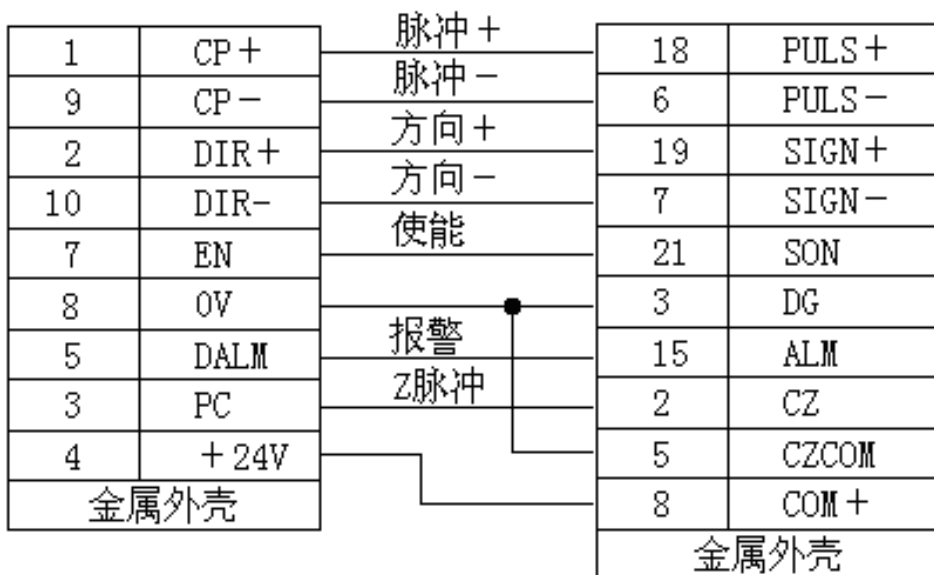 1 CP+ 脉冲+ 18 PULS+
9 CP- 脉冲- 6 PULS-
2 DIR+ 方向+ 19 SIGN+
10 DIR- 方向- 7 SIGN-
7 EN 使能 21 SON
8 0V 3 DG
5 DALM 报警 15 ALM
3 PC Z脉冲 2 CZ
4 +24V 5 CZCOM
金属外壳 8 COM+
金属外壳